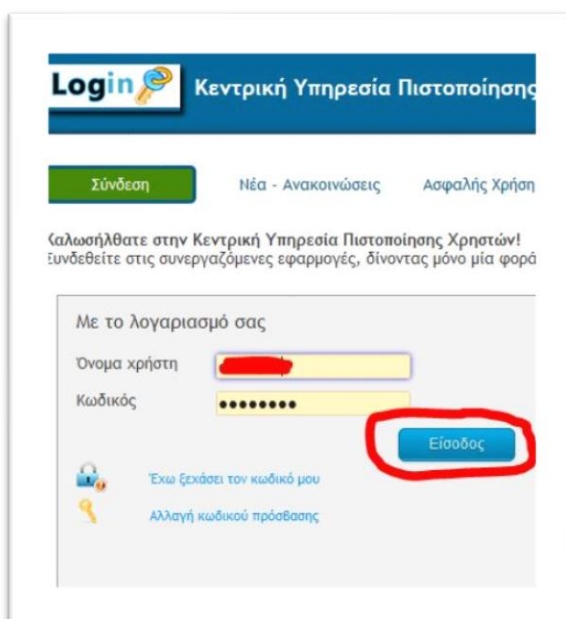 Login Κεντρική Υπηρεσία Πιστοποίησης
Σύνδεση Νέα - Ανακοινώσεις Ασφαλής Χρήση
Καλωσήλθατε στην Κεντρική Υπηρεσία Πιστοποίησης Χρηστών!
Συνδεθείτε στις συνεργαζόμενες εφαρμογές, δίνοντας μόνο μία φορά
Με το λογαριασμό σας
Όνομα χρήστη
Κωδικός ••••••••
Είσοδος
Έχω ξεχάσει τον κωδικό μου
Αλλαγή κωδικού πρόσβασης